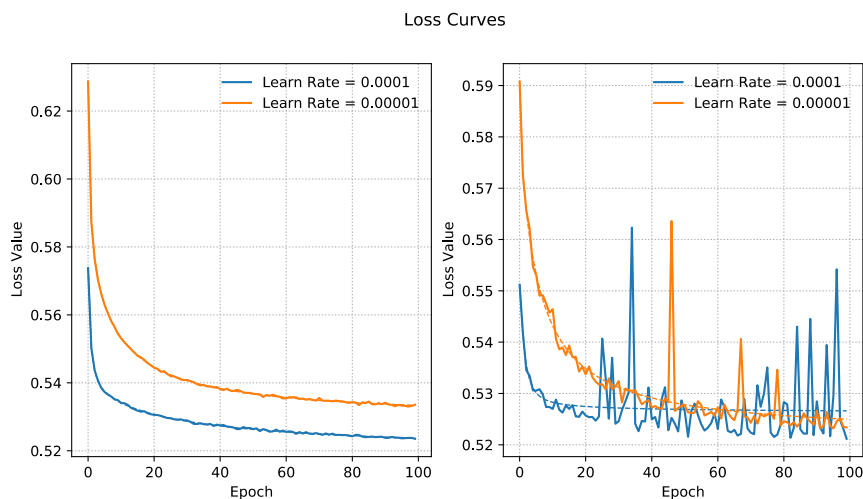 Loss Curves
Learn Rate = 0.0001
Learn Rate = 0.00001
0.62
0.60
0.58
0.56
0.54
0.52
Loss Value
0 20 40 60 80 100
Epoch
Learn Rate = 0.0001
Learn Rate = 0.00001
0.59
0.58
0.57
0.56
0.55
0.54
0.53
0.52
Loss Value
0 20 40 60 80 100
Epoch